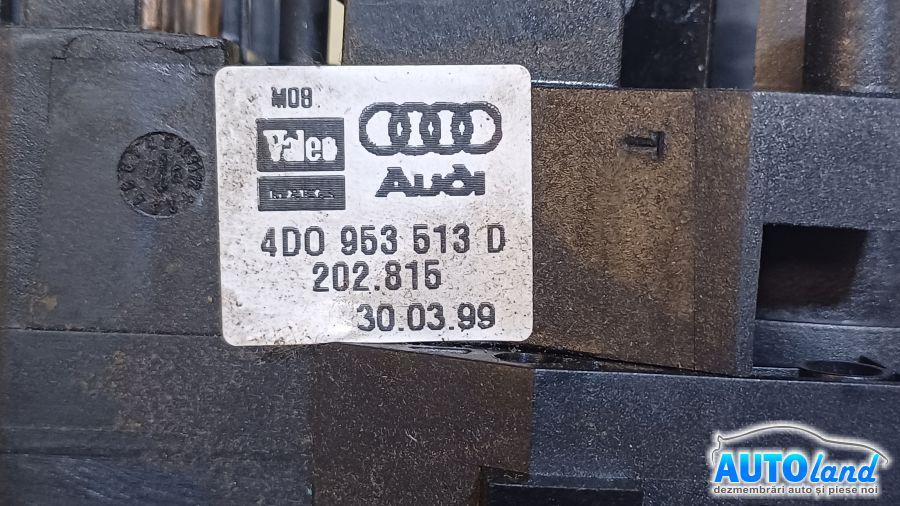 M08
Valeo
Audi
4D0 953 513 D
202.815
30.03.99
AUTOland
dezmembrări auto și piese noi